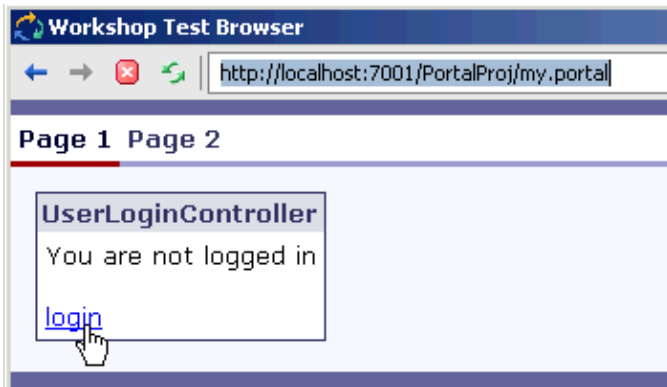 Workshop Test Browser
http://localhost:7001/PortalProj/my.portal
Page 1 Page 2
UserLoginController
You are not logged in
login